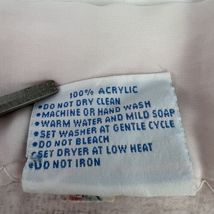 100% ACRYLIC
•DO NOT DRY CLEAN
•MACHINE OR HAND WASH
•WARM WATER AND MILD SOAP
•SET WASHER AT GENTLE CYCLE
•DO NOT BLEACH
•SET DRYER AT LOW HEAT
•DO NOT IRON